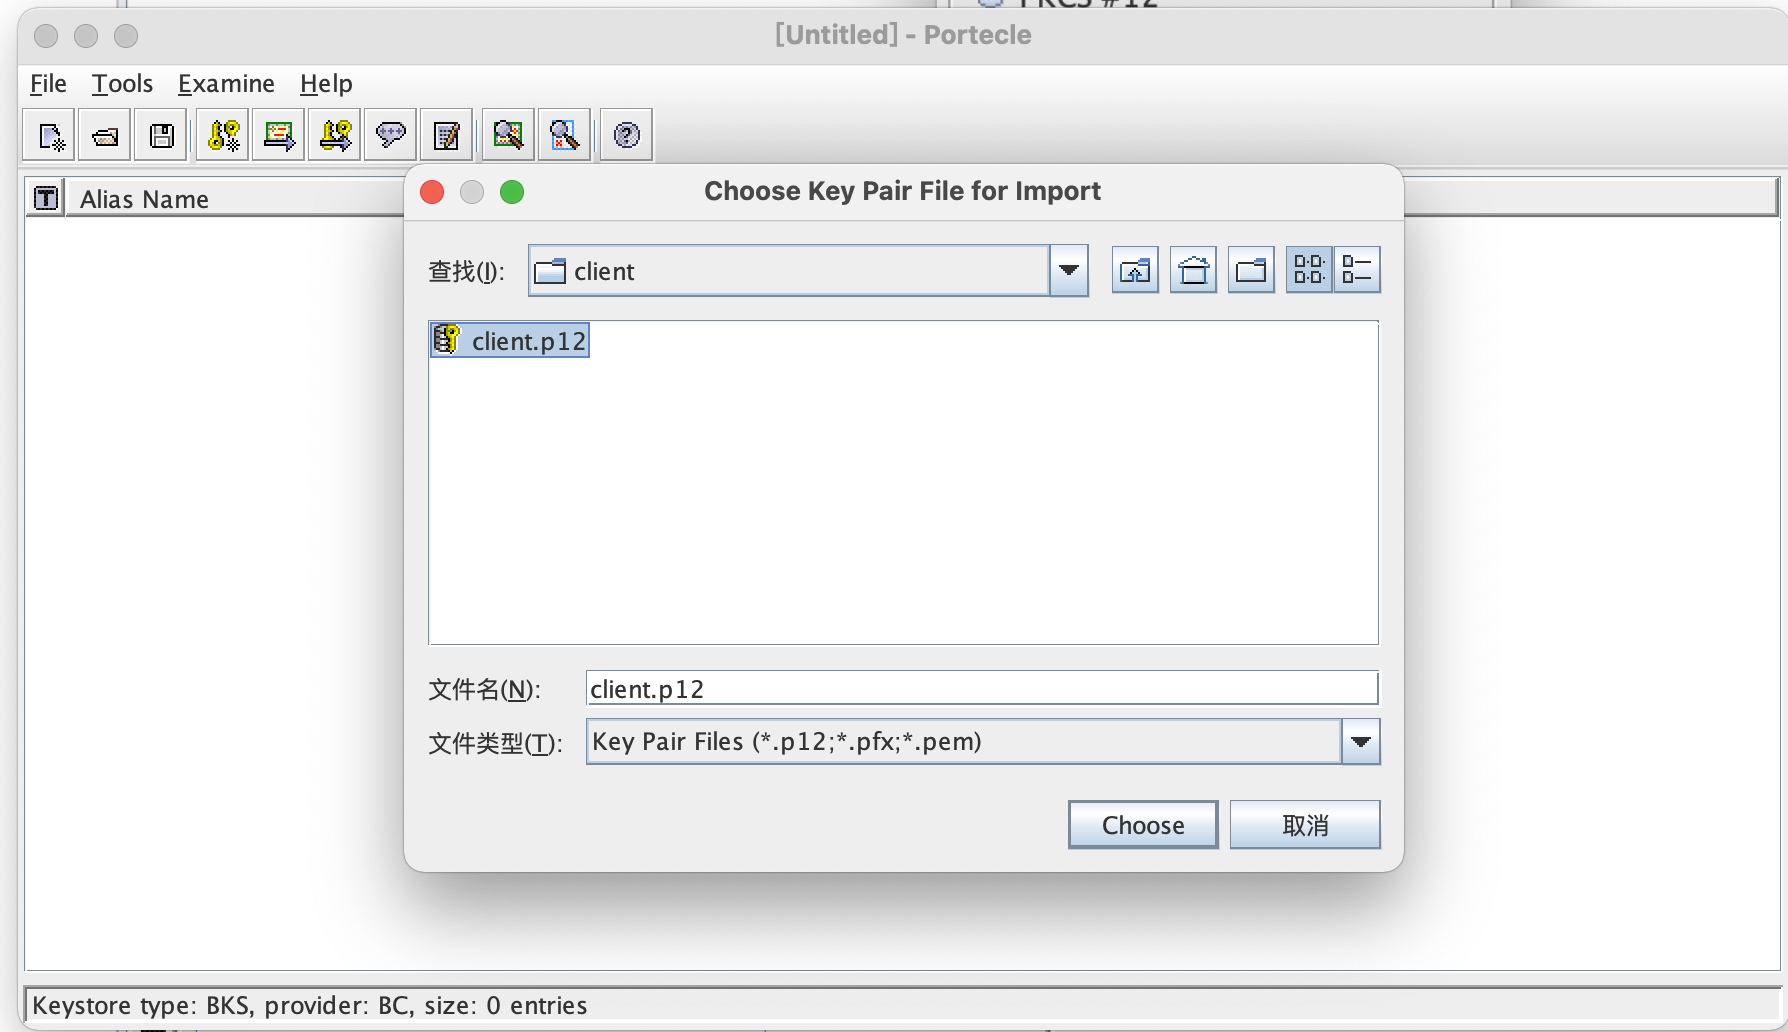 PKCS #12
[Untitled] - Portecle
File Tools Examine Help
T Alias Name
Choose Key Pair File for Import
查找(I):
client
client.p12
文件名(N):
client.p12
文件类型(T):
Key Pair Files (*.p12;*.pfx;*.pem)
Choose
取消
Keystore type: BKS, provider: BC, size: 0 entries